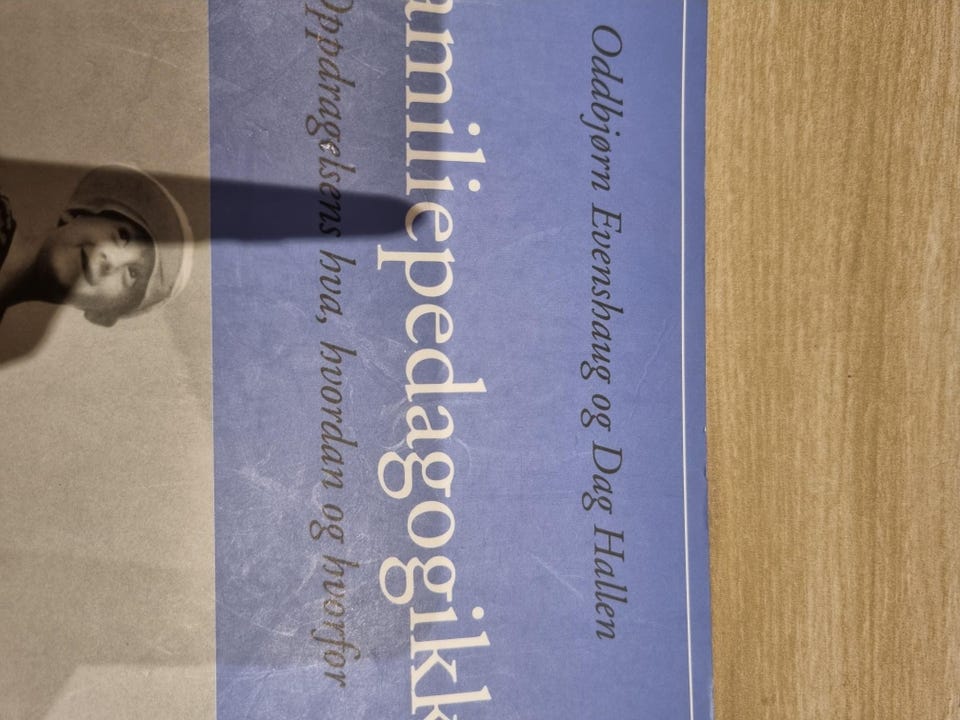 Oddbjørn Evenshaug og Dag Hallen
amiliepedagogikk
Oppdragelsens hva, hvordan og hvorfor